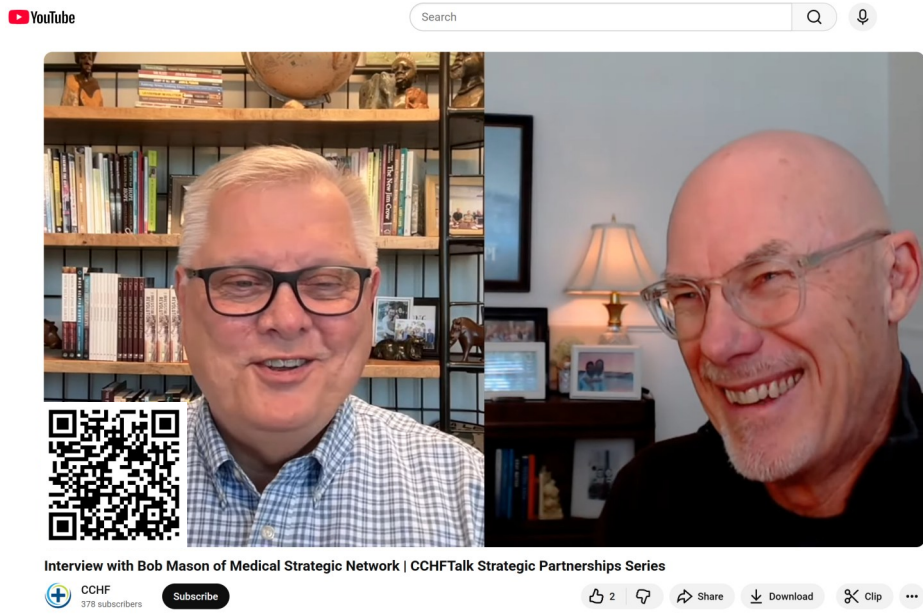 YouTube
Search
The New Jim Crow
Interview with Bob Mason of Medical Strategic Network | CCHFTalk Strategic Partnerships Series
CCHF
378 subscribers
Subscribe
2
Share
Download
Clip